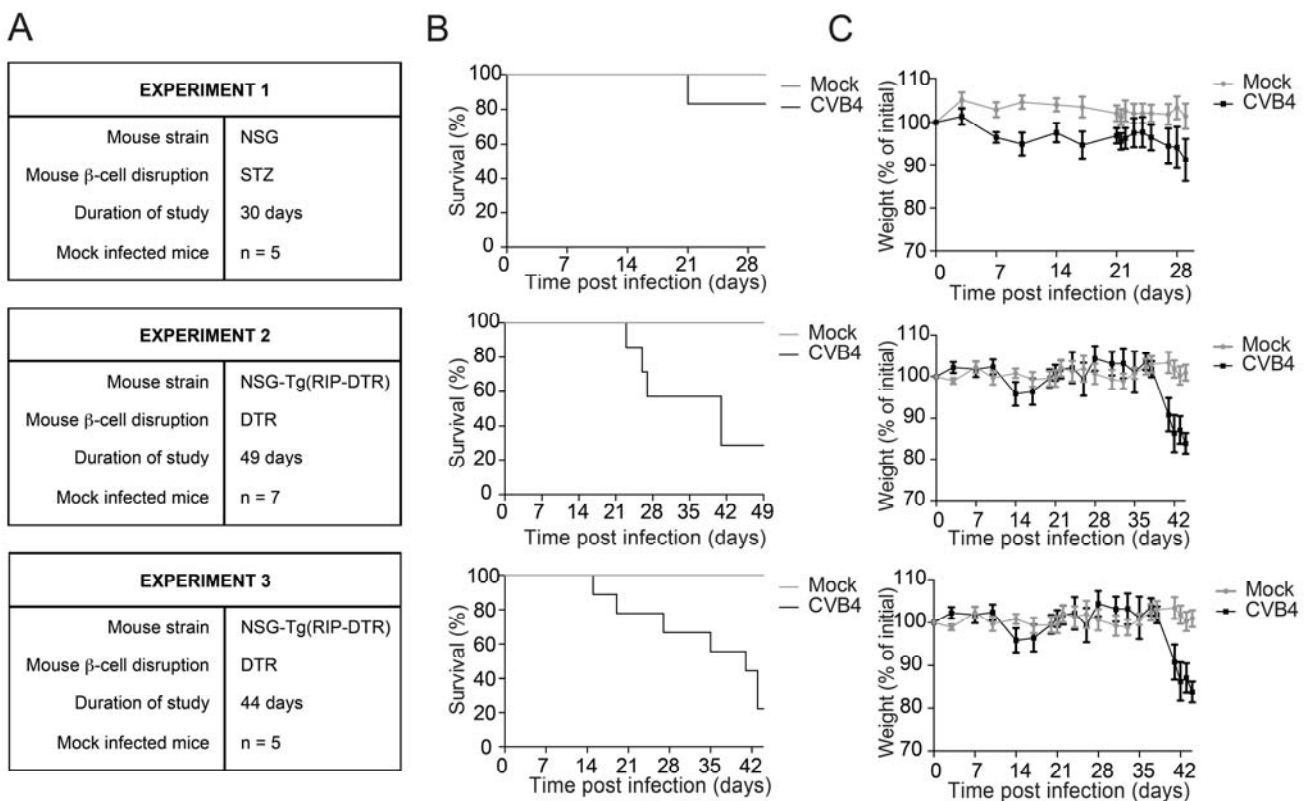 A
B
C
EXPERIMENT 1
Mouse strain NSG
Mouse β-cell disruption STZ
Duration of study 30 days
Mock infected mice n = 5
EXPERIMENT 2
Mouse strain NSG-Tg(RIP-DTR)
Mouse β-cell disruption DTR
Duration of study 49 days
Mock infected mice n = 7
EXPERIMENT 3
Mouse strain NSG-Tg(RIP-DTR)
Mouse β-cell disruption DTR
Duration of study 44 days
Mock infected mice n = 5
Survival (%)
100
80
60
40
20
0
0 7 14 21 28
Time post infection (days)
Mock
CVB4
Survival (%)
100
80
60
40
20
0
0 7 14 21 28 35 42 49
Time post infection (days)
Mock
CVB4
Survival (%)
100
80
60
40
20
0
0 7 14 21 28 35 42
Time post infection (days)
Mock
CVB4
Weight (% of initial)
110
100
90
80
70
0 7 14 21 28
Time post infection (days)
Mock
CVB4
Weight (% of initial)
110
100
90
80
70
0 7 14 21 28 35 42
Time post infection (days)
Mock
CVB4
Weight (% of initial)
110
100
90
80
70
0 7 14 21 28 35 42
Time post infection (days)
Mock
CVB4